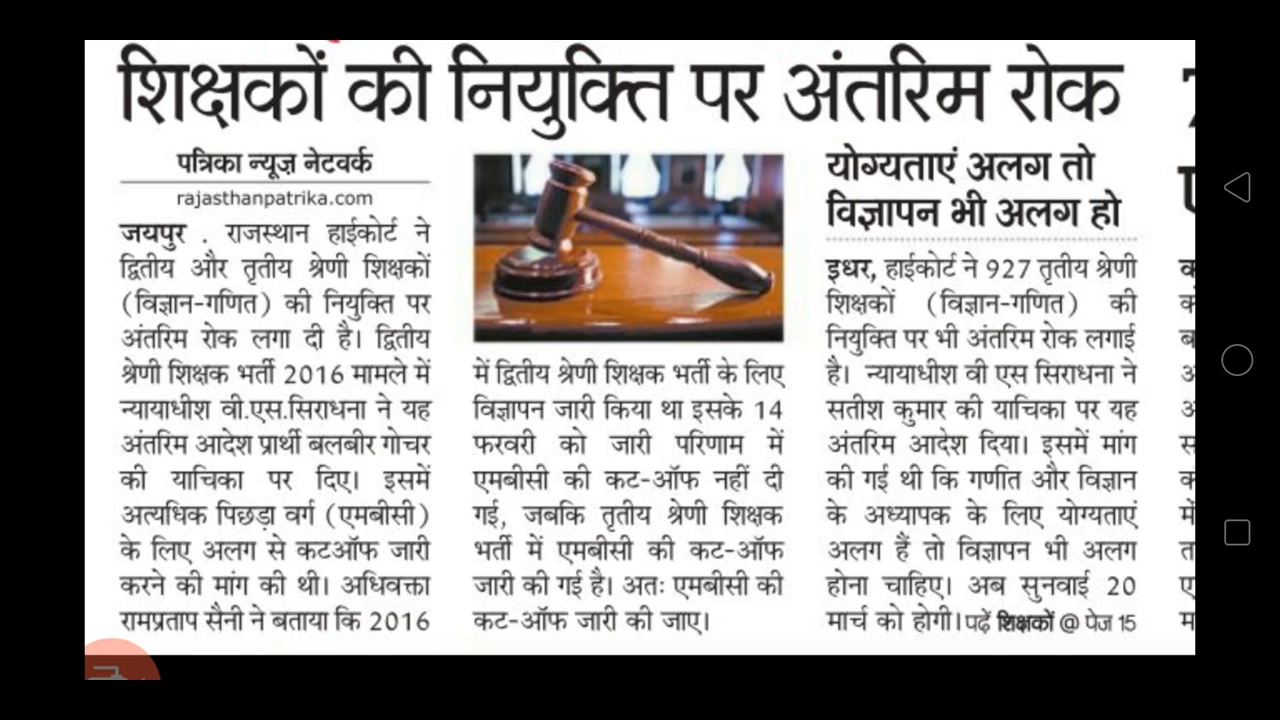 शिक्षकों की नियुक्ति पर अंतरिम रोक
पत्रिका न्यूज़ नेटवर्क
rajasthanpatrika.com
जयपुर . राजस्थान हाईकोर्ट ने
द्वितीय और तृतीय श्रेणी शिक्षकों
(विज्ञान-गणित) की नियुक्ति पर
अंतरिम रोक लगा दी है। द्वितीय
श्रेणी शिक्षक भर्ती 2016 मामले में
न्यायाधीश वी.एस.सिराधना ने यह
अंतरिम आदेश प्रार्थी बलबीर गोचर
की याचिका पर दिए। इसमें
अत्यधिक पिछड़ा वर्ग (एमबीसी)
के लिए अलग से कटऑफ जारी
करने की मांग की थी। अधिवक्ता
रामप्रताप सैनी ने बताया कि 2016
में द्वितीय श्रेणी शिक्षक भर्ती के लिए
विज्ञापन जारी किया था इसके 14
फरवरी को जारी परिणाम में
एमबीसी की कट-ऑफ नहीं दी
गई, जबकि तृतीय श्रेणी शिक्षक
भर्ती में एमबीसी की कट-ऑफ
जारी की गई है। अतः एमबीसी की
कट-ऑफ जारी की जाए।
योग्यताएं अलग तो
विज्ञापन भी अलग हो
इधर, हाईकोर्ट ने 927 तृतीय श्रेणी
शिक्षकों (विज्ञान-गणित) की
नियुक्ति पर भी अंतरिम रोक लगाई
है। न्यायाधीश वी एस सिराधना ने
सतीश कुमार की याचिका पर यह
अंतरिम आदेश दिया। इसमें मांग
की गई थी कि गणित और विज्ञान
के अध्यापक के लिए योग्यताएं
अलग हैं तो विज्ञापन भी अलग
होना चाहिए। अब सुनवाई 20
मार्च को होगी। पढ़ें शिक्षकों @ पेज 15